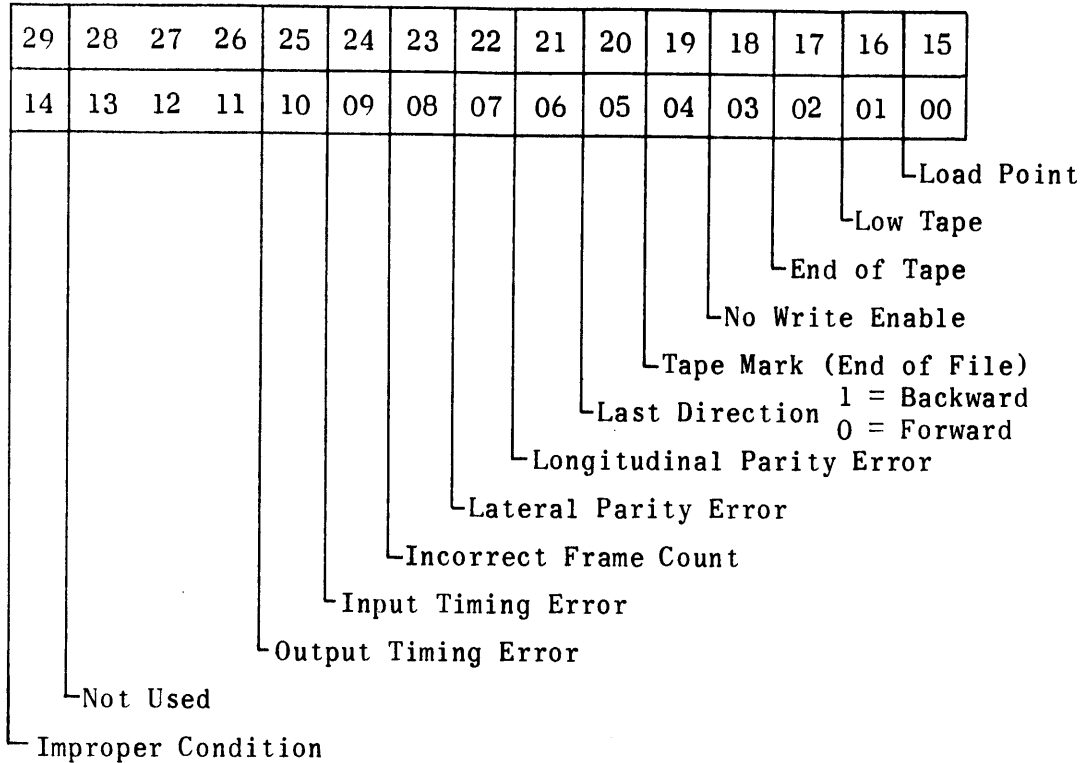 29 28 27 26 25 24 23 22 21 20 19 18 17 16 15
14 13 12 11 10 09 08 07 06 05 04 03 02 01 00
Load Point
Low Tape
End of Tape
No Write Enable
Tape Mark (End of File)
Last Direction 1 = Backward
0 = Forward
Longitudinal Parity Error
Lateral Parity Error
Incorrect Frame Count
Input Timing Error
Output Timing Error
Not Used
Improper Condition